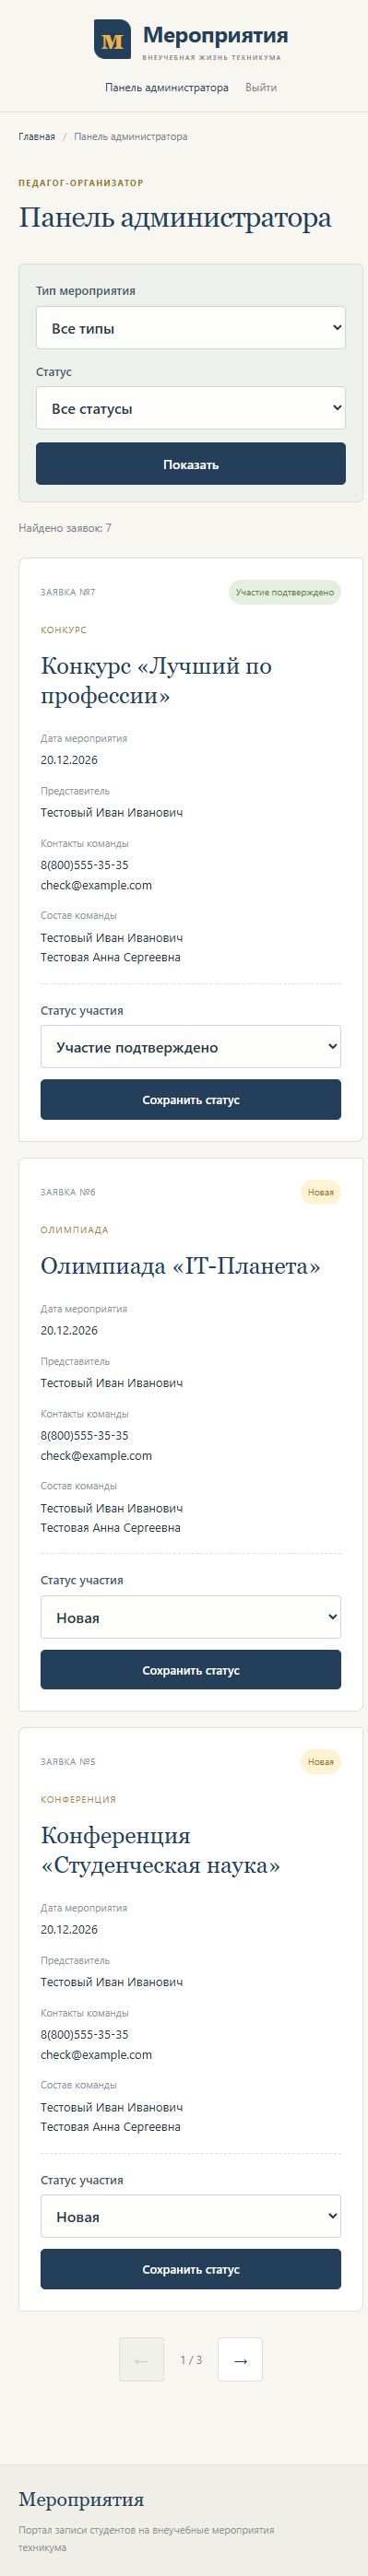 м
Мероприятия
ВНЕУЧЕБНАЯ ЖИЗНЬ ТЕХНИКУМА
Панель администратора Выйти
Главная / Панель администратора
ПЕДАГОГ-ОРГАНИЗАТОР
Панель администратора
Тип мероприятия
Все типы
Статус
Все статусы
Показать
Найдено заявок: 7
ЗАЯВКА №7 Участие подтверждено
КОНКУРС
Конкурс «Лучший по
профессии»
Дата мероприятия
20.12.2026
Представитель
Тестовый Иван Иванович
Контакты команды
8(800)555-35-35
check@example.com
Состав команды
Тестовый Иван Иванович
Тестовая Анна Сергеевна
Статус участия
Участие подтверждено
Сохранить статус
ЗАЯВКА №6 Новая
ОЛИМПИАДА
Олимпиада «IT-Планета»
Дата мероприятия
20.12.2026
Представитель
Тестовый Иван Иванович
Контакты команды
8(800)555-35-35
check@example.com
Состав команды
Тестовый Иван Иванович
Тестовая Анна Сергеевна
Статус участия
Новая
Сохранить статус
ЗАЯВКА №5 Новая
КОНФЕРЕНЦИЯ
Конференция
«Студенческая наука»
Дата мероприятия
20.12.2026
Представитель
Тестовый Иван Иванович
Контакты команды
8(800)555-35-35
check@example.com
Состав команды
Тестовый Иван Иванович
Тестовая Анна Сергеевна
Статус участия
Новая
Сохранить статус
← 1 / 3 →
Мероприятия
Портал записи студентов на внеучебные мероприятия
техникума